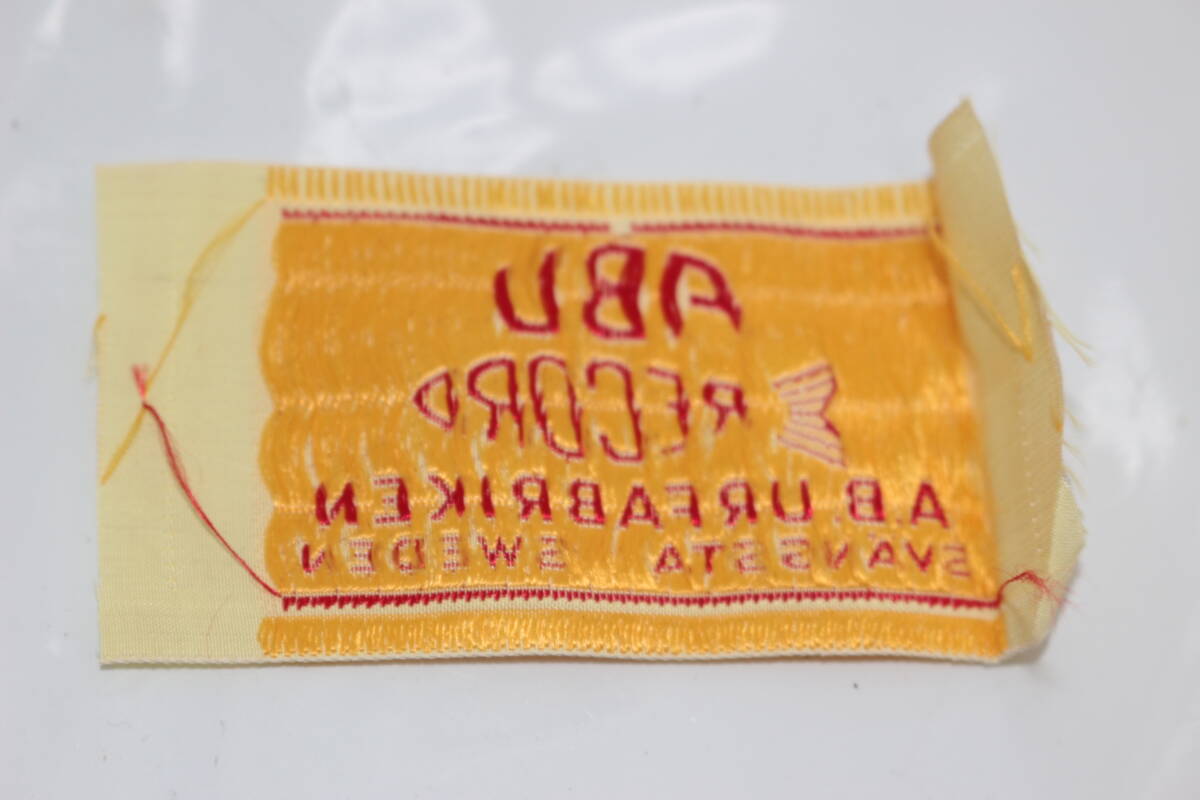 ABU
RECORD
A.B. URFABRIKEN
SVÄNGSTA SWEDEN